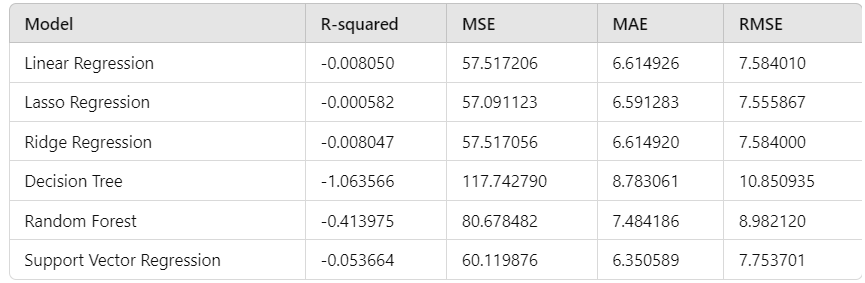 Model R-squared MSE MAE RMSE
Linear Regression -0.008050 57.517206 6.614926 7.584010
Lasso Regression -0.000582 57.091123 6.591283 7.555867
Ridge Regression -0.008047 57.517056 6.614920 7.584000
Decision Tree -1.063566 117.742790 8.783061 10.850935
Random Forest -0.413975 80.678482 7.484186 8.982120
Support Vector Regression -0.053664 60.119876 6.350589 7.753701